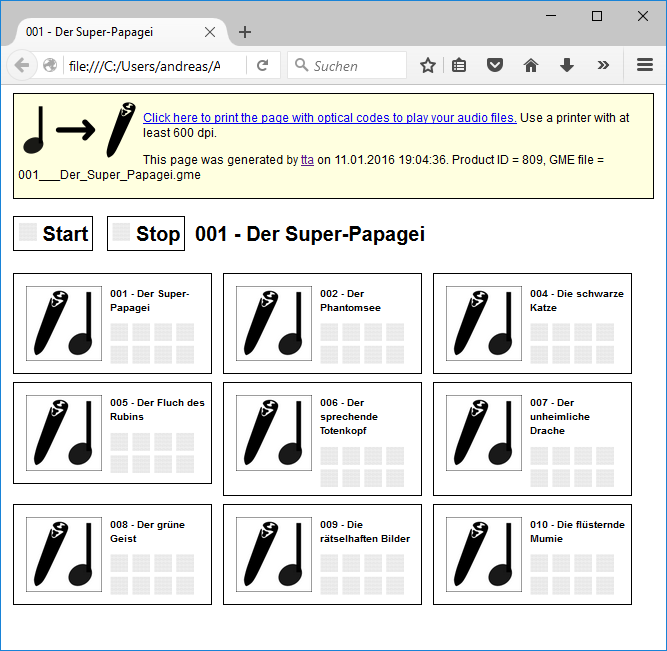 001 - Der Super-Papagei
file:///C:/Users/andreas/A
Suchen
Click here to print the page with optical codes to play your audio files. Use a printer with at
least 600 dpi.
This page was generated by tta on 11.01.2016 19:04:36. Product ID = 809, GME file =
001___Der_Super_Papagei.gme
Start
Stop
001 - Der Super-Papagei
001 - Der Super-
Papagei
002 - Der
Phantomsee
004 - Die schwarze
Katze
005 - Der Fluch des
Rubins
006 - Der
sprechende
Totenkopf
007 - Der
unheimliche
Drache
008 - Der grüne
Geist
009 - Die
rätselhaften Bilder
010 - Die flüsternde
Mumie